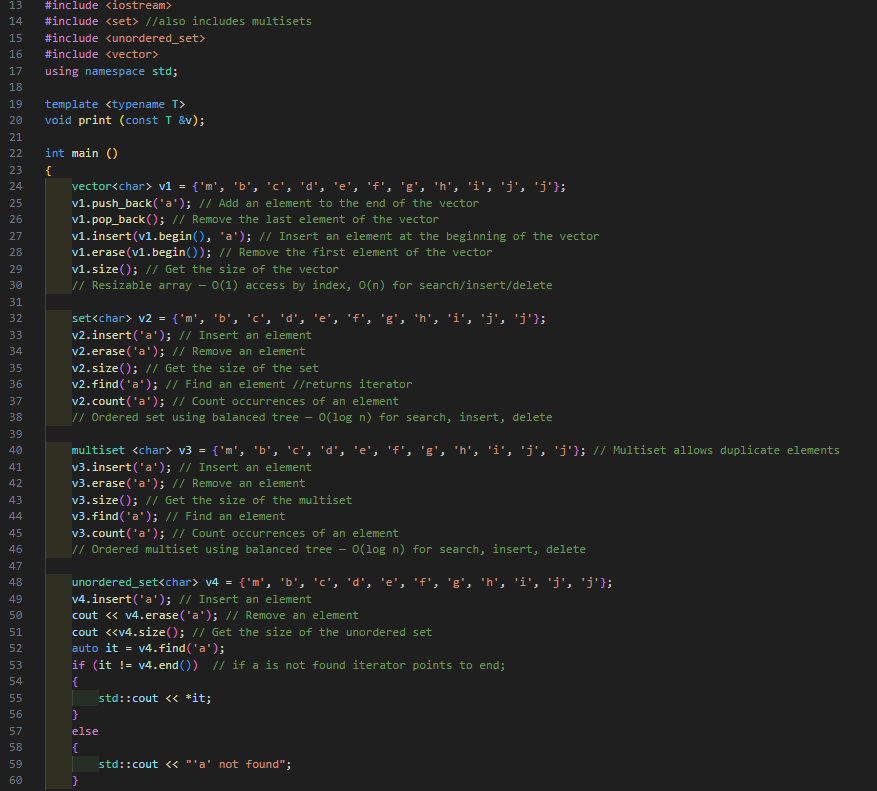 13 #include <iostream>
14 #include <set> //also includes multisets
15 #include <unordered_set>
16 #include <vector>
17 using namespace std;
18
19 template <typename T>
20 void print (const T &v);
21
22 int main ()
23 {
24 vector<char> v1 = {'m', 'b', 'c', 'd', 'e', 'f', 'g', 'h', 'i', 'j', 'j'};
25 v1.push_back('a'); // Add an element to the end of the vector
26 v1.pop_back(); // Remove the last element of the vector
27 v1.insert(v1.begin(), 'a'); // Insert an element at the beginning of the vector
28 v1.erase(v1.begin()); // Remove the first element of the vector
29 v1.size(); // Get the size of the vector
30 // Resizable array – O(1) access by index, O(n) for search/insert/delete
31
32 set<char> v2 = {'m', 'b', 'c', 'd', 'e', 'f', 'g', 'h', 'i', 'j', 'j'};
33 v2.insert('a'); // Insert an element
34 v2.erase('a'); // Remove an element
35 v2.size(); // Get the size of the set
36 v2.find('a'); // Find an element //returns iterator
37 v2.count('a'); // Count occurrences of an element
38 // Ordered set using balanced tree – O(log n) for search, insert, delete
39
40 multiset <char> v3 = {'m', 'b', 'c', 'd', 'e', 'f', 'g', 'h', 'i', 'j', 'j'}; // Multiset allows duplicate elements
41 v3.insert('a'); // Insert an element
42 v3.erase('a'); // Remove an element
43 v3.size(); // Get the size of the multiset
44 v3.find('a'); // Find an element
45 v3.count('a'); // Count occurrences of an element
46 // Ordered multiset using balanced tree – O(log n) for search, insert, delete
47
48 unordered_set<char> v4 = {'m', 'b', 'c', 'd', 'e', 'f', 'g', 'h', 'i', 'j', 'j'};
49 v4.insert('a'); // Insert an element
50 cout << v4.erase('a'); // Remove an element
51 cout <<v4.size(); // Get the size of the unordered set
52 auto it = v4.find('a');
53 if (it != v4.end())  // if a is not found iterator points to end;
54 {
55 std::cout << *it;
56 }
57 else
58 {
59 std::cout << "'a' not found";
60 }